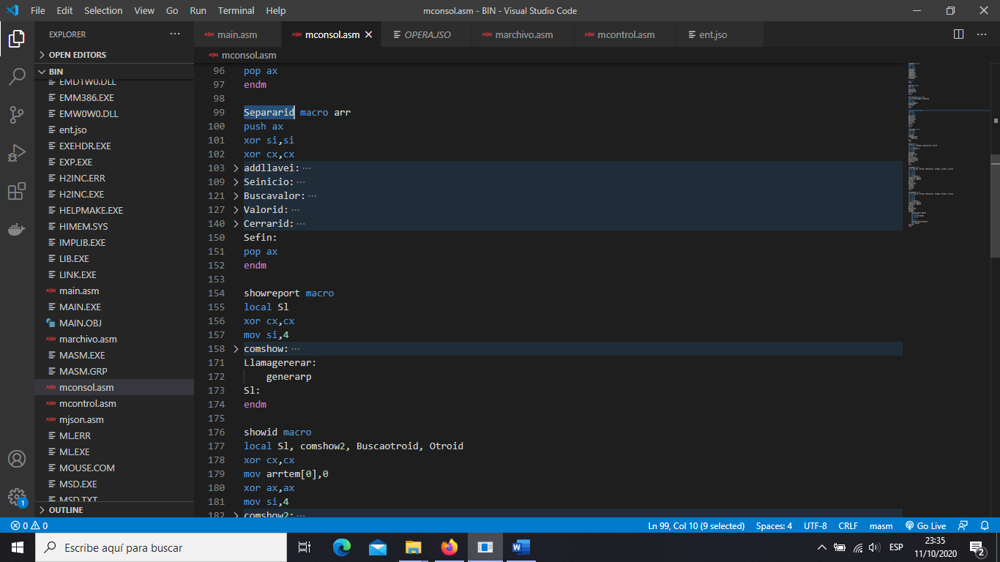 File Edit Selection View Go Run Terminal Help
mconsol.asm - BIN - Visual Studio Code
EXPLORER
OPEN EDITORS
BIN
EMD1W0.DLL
EMM386.EXE
EMW0W0.DLL
ent.jso
EXEHDR.EXE
EXP.EXE
H2INC.ERR
H2INC.EXE
HELPMAKE.EXE
HIMEM.SYS
IMPLIB.EXE
LIB.EXE
LINK.EXE
main.asm
MAIN.EXE
MAIN.OBJ
marchivo.asm
MASM.EXE
MASM.GRP
mconsol.asm
mcontrol.asm
mjson.asm
ML.ERR
ML.EXE
MOUSE.COM
MSD.EXE
MSD.TXT
OUTLINE
main.asm mconsol.asm OPERA.JSO marchivo.asm mcontrol.asm ent.jso
mconsol.asm
96 pop ax
97 endm
98
99 Separarid macro arr
100 push ax
101 xor si,si
102 xor cx,cx
103 addllavei: ···
109 Seinicio: ···
121 Buscavalor: ···
127 Valorid: ···
140 Cerrarid: ···
150 Sefin:
151 pop ax
152 endm
153
154 showreport macro
155 local Sl
156 xor cx,cx
157 mov si,4
158 comshow: ···
171 Llamagererar:
172 generarp
173 Sl:
174 endm
175
176 showid macro
177 local Sl, comshow2, Buscaotroid, Otroid
178 xor cx,cx
179 mov arrtem[0],0
180 xor ax,ax
181 mov si,4
182 comshow2: ···
1
0 0
Ln 99, Col 10 (9 selected) Spaces: 4 UTF-8 CRLF masm Go Live
Escribe aquí para buscar
ESP
23:35
11/10/2020
2